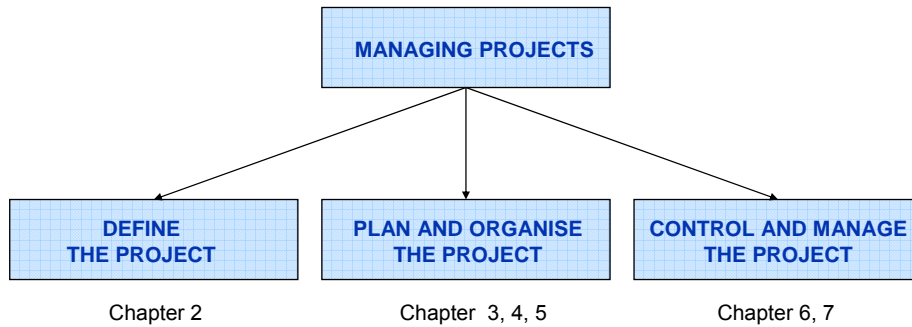 MANAGING PROJECTS
DEFINE
THE PROJECT
PLAN AND ORGANISE
THE PROJECT
CONTROL AND MANAGE
THE PROJECT
Chapter 2
Chapter 3, 4, 5
Chapter 6, 7